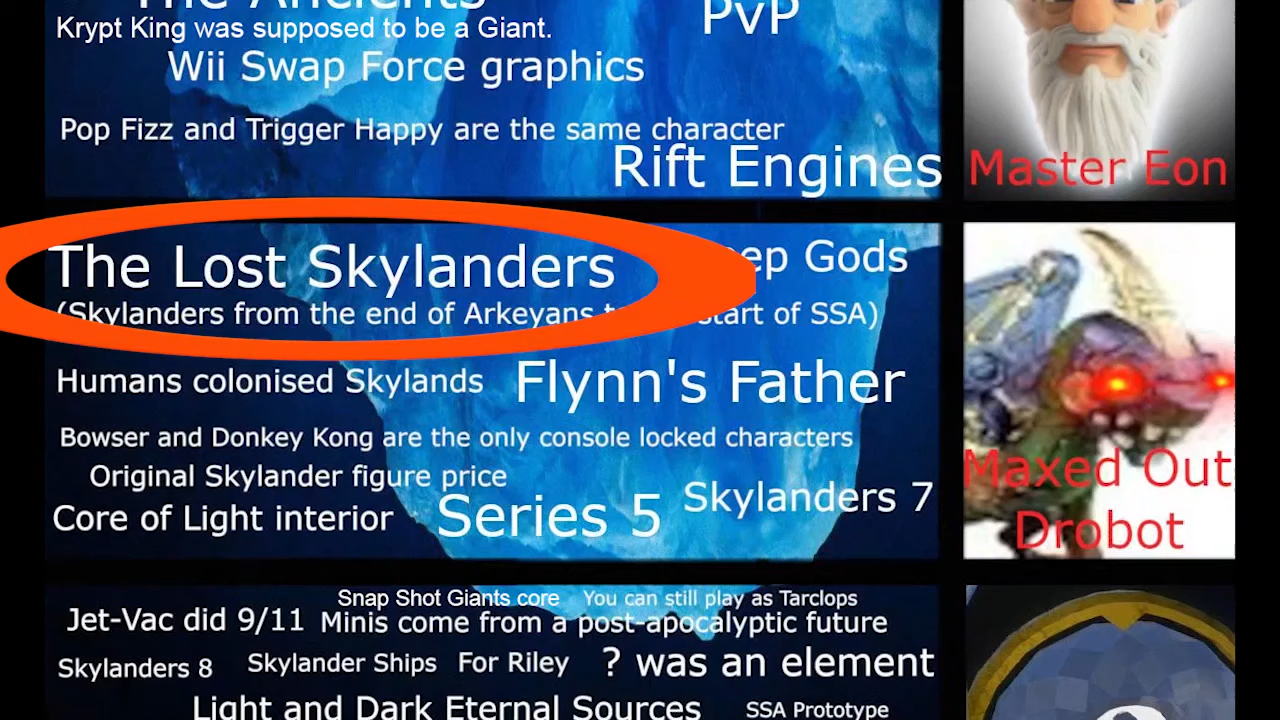 The Ancients
Krypt King was supposed to be a Giant.
PvP
Wii Swap Force graphics
Pop Fizz and Trigger Happy are the same character
Rift Engines
Master Eon
The Lost Skylanders
ep Gods
(Skylanders from the end of Arkeyans start of SSA)
Humans colonised Skylands
Flynn's Father
Bowser and Donkey Kong are the only console locked characters
Original Skylander figure price
Skylanders 7
Core of Light interior
Series 5
Maxed Out
Drobot
Snap Shot Giants core
You can still play as Tarclops
Jet-Vac did 9/11
Minis come from a post-apocalyptic future
Skylanders 8
Skylander Ships
For Riley
? was an element
Light and Dark Eternal Sources
SSA Prototype